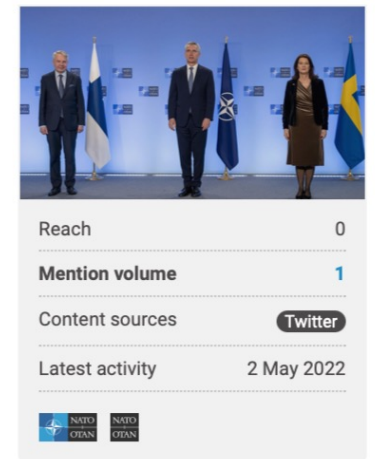 Reach 0
Mention volume 1
Content sources Twitter
Latest activity 2 May 2022
NATO OTAN NATO OTAN